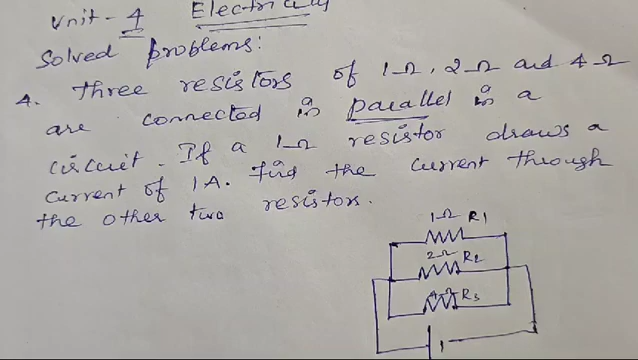 Unit - 4 Electricity
Solved problems:
4. Three resistors of 1Ω, 2Ω and 4Ω
are connected in parallel in a
circuit. If a 1Ω resistor draws a
current of 1A. find the current through
the other two resistors.
1Ω R1
2Ω R2
4Ω R3